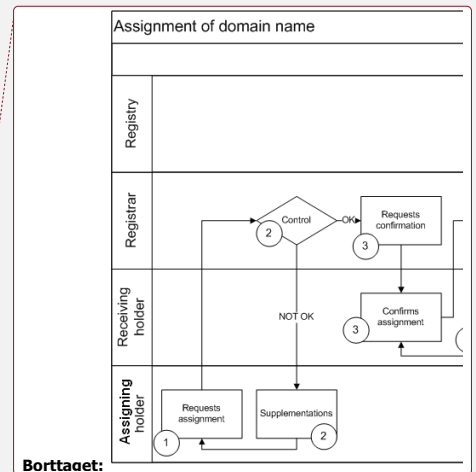 Assignment of domain name
Registry
Registrar
Control
2
OK
Requests
confirmation
3
Receiving
holder
NOT OK
Confirms
assignment
3
Assigning
holder
Requests
assignment
1
Supplementations
2
Borttaget: